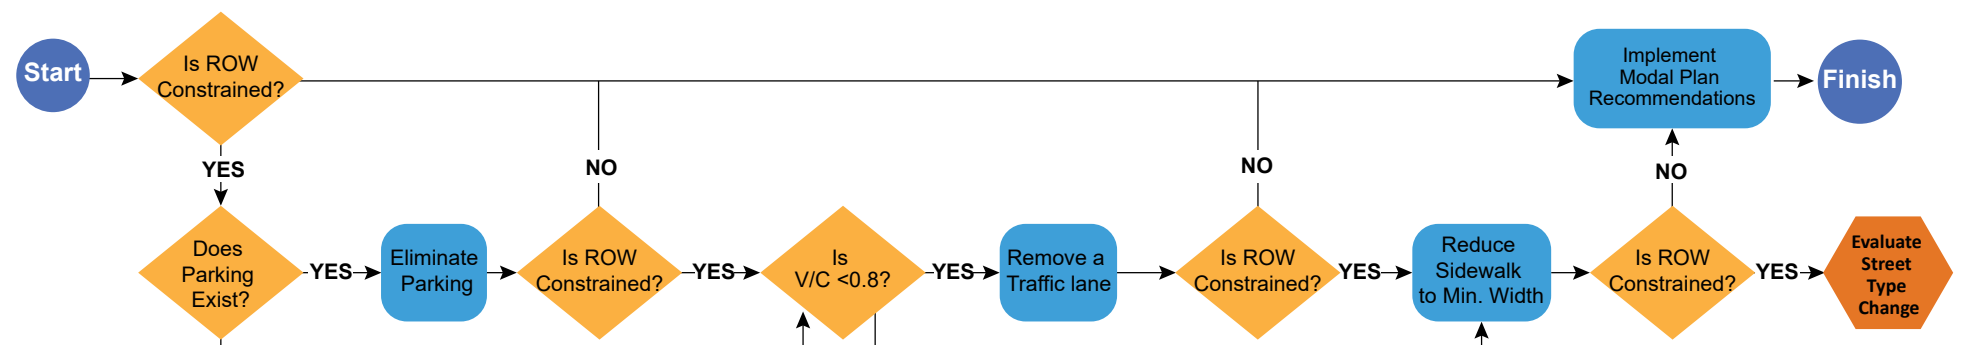 Start
Is ROW
Constrained?
Implement
Modal Plan
Recommendations
Finish
YES
NO
NO
NO
Does
Parking
Exist?
YES
Eliminate
Parking
Is ROW
Constrained?
YES
Is
V/C <0.8?
YES
Remove a
Traffic lane
Is ROW
Constrained?
YES
Reduce
Sidewalk
to Min. Width
Is ROW
Constrained?
YES
Evaluate
Street
Type
Change